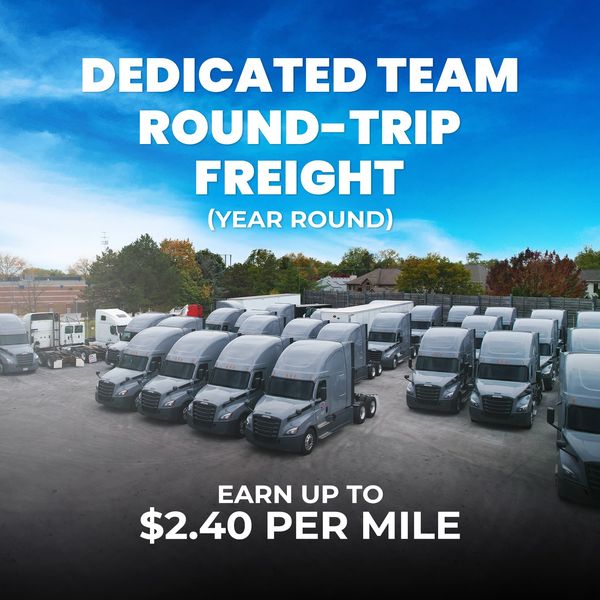 DEDICATED TEAM
ROUND-TRIP
FREIGHT
(YEAR ROUND)
EARN UP TO
$2.40 PER MILE